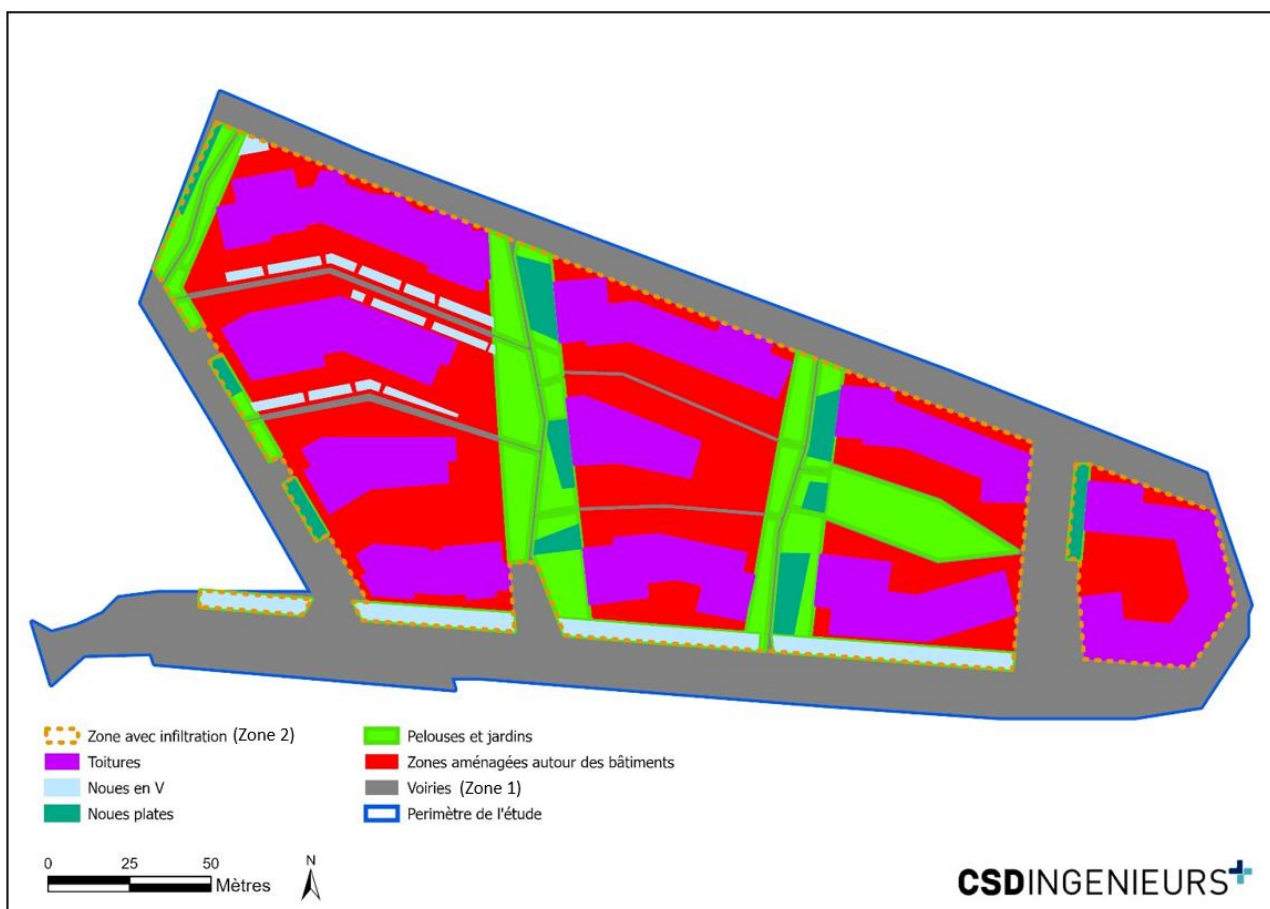 Zone avec infiltration (Zone 2)
Toitures
Noues en V
Noues plates
Pelouses et jardins
Zones aménagées autour des bâtiments
Voiries (Zone 1)
Perimètre de l'étude
0 25 50
Mètres
N
CSDINGENIEURS